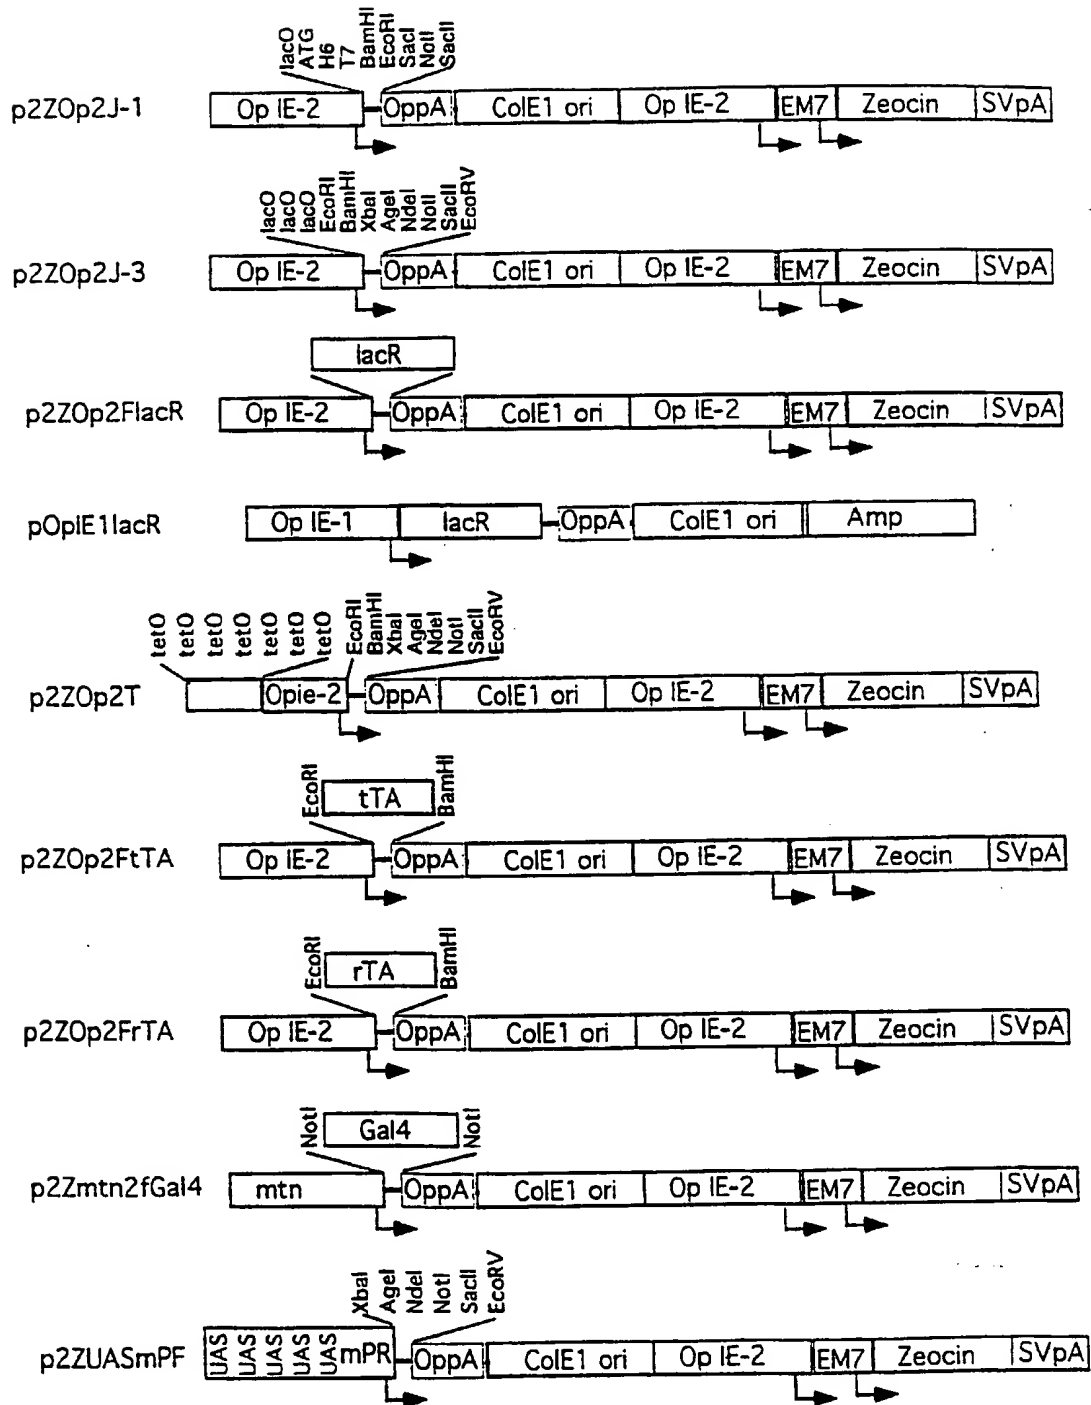 lacO ATG H6 T7 BamHI EcoRI SacI NotI SacII
p2ZOp2J-1 Op IE-2 OppA ColE1 ori Op IE-2 EM7 Zeocin SVpA
lacO lacO lacO EcoRI BamHI XbaI AgeI NdeI NotI SacII EcoRV
p2ZOp2J-3 Op IE-2 OppA ColE1 ori Op IE-2 EM7 Zeocin SVpA
lacR
p2ZOp2FlacR Op IE-2 OppA ColE1 ori Op IE-2 EM7 Zeocin SVpA
pOpIE1lacR Op IE-1 lacR OppA ColE1 ori Amp
tetO tetO tetO tetO tetO tetO tetO EcoRI BamHI XbaI AgeI NdeI NotI SacII EcoRV
p2ZOp2T Opie-2 OppA ColE1 ori Op IE-2 EM7 Zeocin SVpA
EcoRI tTA BamHI
p2ZOp2FtTA Op IE-2 OppA ColE1 ori Op IE-2 EM7 Zeocin SVpA
EcoRI rTA BamHI
p2ZOp2FrTA Op IE-2 OppA ColE1 ori Op IE-2 EM7 Zeocin SVpA
NotI Gal4 NotI
p2Zmtn2fGal4 mtn OppA ColE1 ori Op IE-2 EM7 Zeocin SVpA
XbaI AgeI NdeI NotI SacII EcoRV
p2ZUASmPF UAS UAS UAS UAS UAS mPR OppA ColE1 ori Op IE-2 EM7 Zeocin SVpA